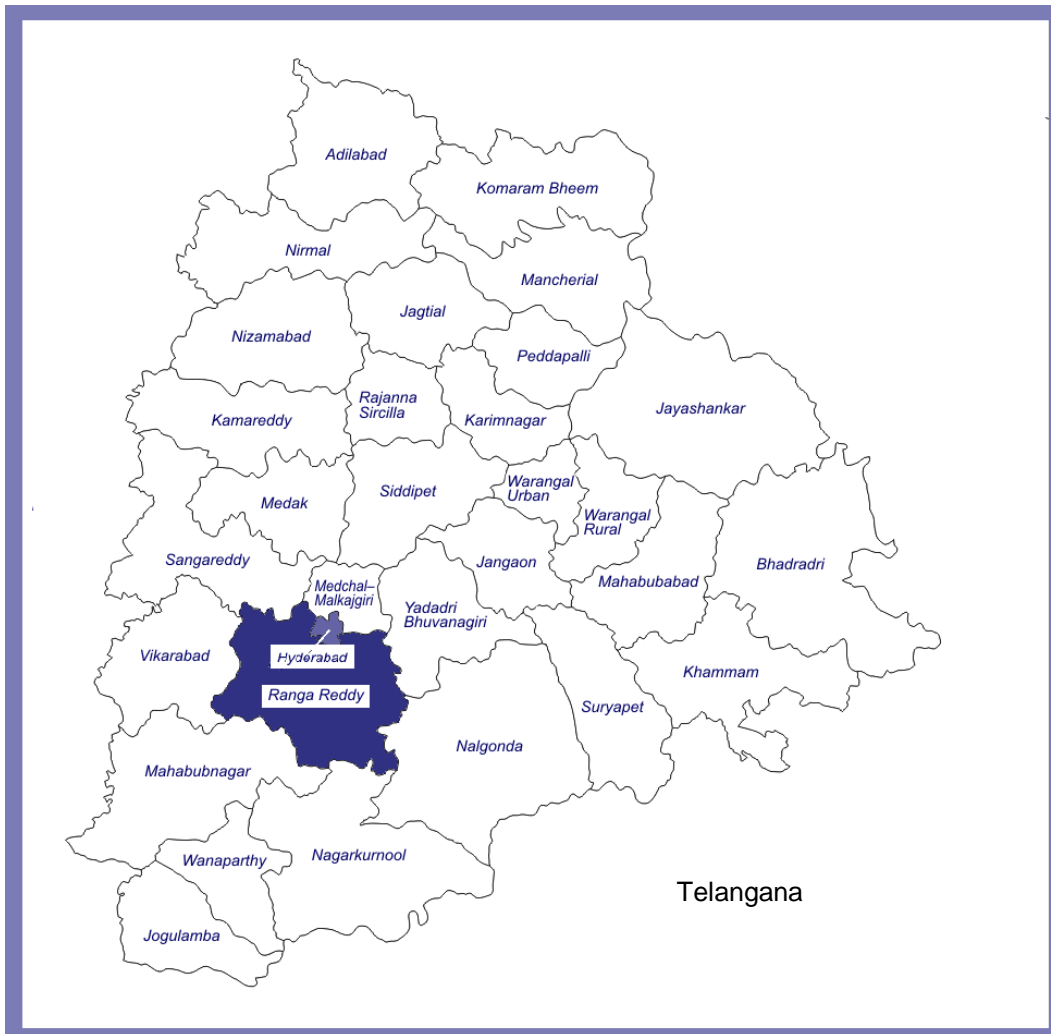 Adilabad
Komaram Bheem
Nirmal
Mancherial
Jagtial
Nizamabad
Peddapalli
Rajanna
Sircilla
Jayashankar
Kamareddy
Karimnagar
Siddipet
Warangal
Urban
Medak
Warangal
Rural
Sangareddy
Jangaon
Bhadradri
Mahabubabad
Medchal–
Malkajgiri
Yadadri
Bhuvanagiri
Vikarabad
Hyderabad
Khammam
Ranga Reddy
Suryapet
Nalgonda
Mahabubnagar
Wanaparthy
Nagarkurnool
Telangana
Jogulamba